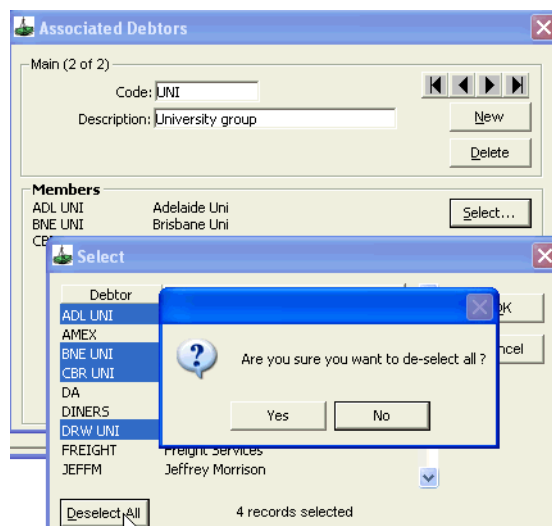 Associated Debtors
Main (2 of 2)
Code: UNI
Description: University group
New
Delete
Members
ADL UNI Adelaide Uni
BNE UNI Brisbane Uni
Select...
Select
Debtor
OK
ADL UNI
AMEX
BNE UNI
CBR UNI
Are you sure you want to de-select all ?
DA
DINERS
Yes No
DRW UNI
FREIGHT Freight Services
JEFFM Jeffrey Morrison
Deselect All 4 records selected